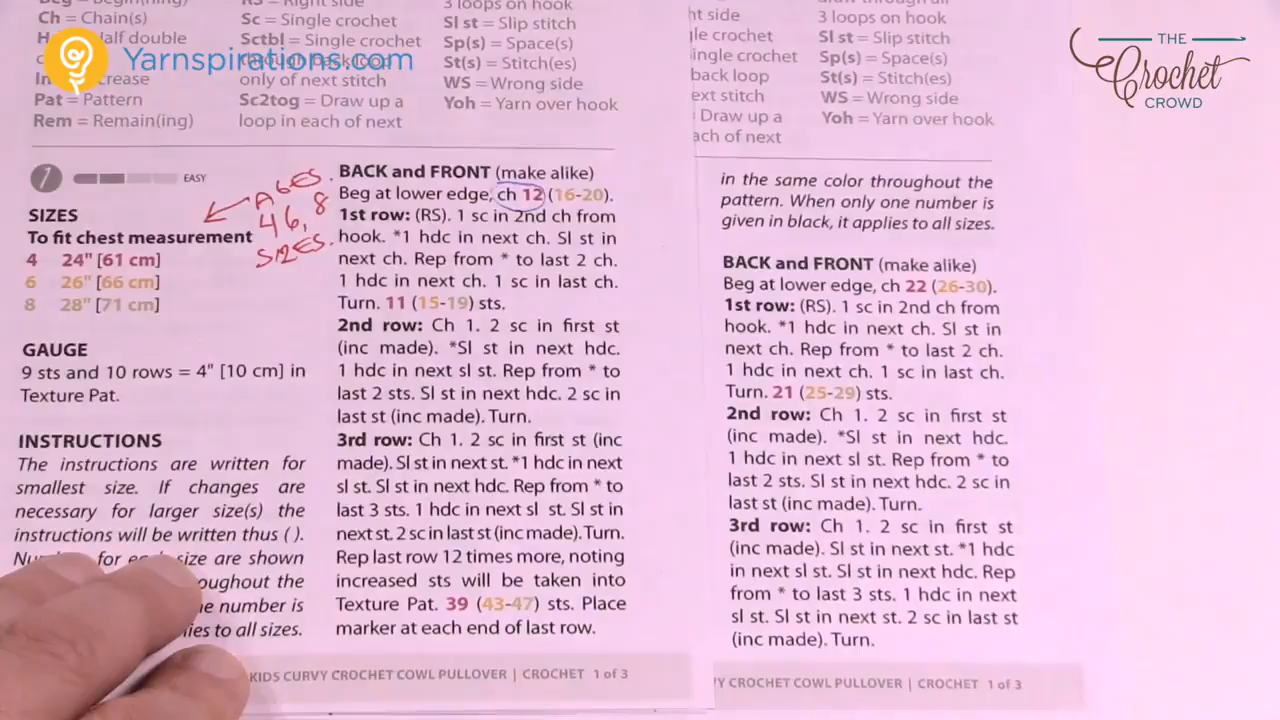 Beg = Beginning)
Ch = Chain(s)
Half double
Pat = Pattern
Rem = Remain(ing)
RS = Right side
Sc = Single crochet
Sctbl = Single crochet
through back loop
only of next stitch
Sc2tog = Draw up a
loop in each of next
3 loops on hook
Sl st = Slip stitch
Sp(s) = Space(s)
St(s) = Stitch(es)
WS = Wrong side
Yoh = Yarn over hook
Yarnspirations.com
1
EASY
SIZES
To fit chest measurement
4 24" [61 cm]
6 26" [66 cm]
8 28" [71 cm]
AGES
4 6, 8
SIZES.
GAUGE
9 sts and 10 rows = 4" [10 cm] in
Texture Pat.
INSTRUCTIONS
The instructions are written for
smallest size. If changes are
necessary for larger size(s) the
instructions will be written thus ( ).
for size are shown
oughout the
number is
lies to all sizes.
BACK and FRONT (make alike)
Beg at lower edge, ch 12 (16-20).
1st row: (RS). 1 sc in 2nd ch from
hook. *1 hdc in next ch. Sl st in
next ch. Rep from * to last 2 ch.
1 hdc in next ch. 1 sc in last ch.
Turn. 11 (15-19) sts.
2nd row: Ch 1. 2 sc in first st
(inc made). *Sl st in next hdc.
1 hdc in next sl st. Rep from * to
last 2 sts. Sl st in next hdc. 2 sc in
last st (inc made). Turn.
3rd row: Ch 1. 2 sc in first st (inc
made). Sl st in next st. *1 hdc in next
sl st. Sl st in next hdc. Rep from * to
last 3 sts. 1 hdc in next sl st. Sl st in
next st. 2 sc in last st (inc made). Turn.
Rep last row 12 times more, noting
increased sts will be taken into
Texture Pat. 39 (43-47) sts. Place
marker at each end of last row.
KIDS CURVY CROCHET COWL PULLOVER | CROCHET 1 of 3
ht side
gle crochet
ingle crochet
back loop
ext stitch
Draw up a
ach of next
3 loops on hook
Sl st = Slip stitch
Sp(s) = Space(s)
St(s) = Stitch(es)
WS = Wrong side
Yoh = Yarn over hook
THE
Crochet
CROWD
in the same color throughout the
pattern. When only one number is
given in black, it applies to all sizes.
BACK and FRONT (make alike)
Beg at lower edge, ch 22 (26-30).
1st row: (RS). 1 sc in 2nd ch from
hook. *1 hdc in next ch. Sl st in
next ch. Rep from * to last 2 ch.
1 hdc in next ch. 1 sc in last ch.
Turn. 21 (25-29) sts.
2nd row: Ch 1. 2 sc in first st
(inc made). *Sl st in next hdc.
1 hdc in next sl st. Rep from * to
last 2 sts. Sl st in next hdc. 2 sc in
last st (inc made). Turn.
3rd row: Ch 1. 2 sc in first st
(inc made). Sl st in next st. *1 hdc
in next sl st. Sl st in next hdc. Rep
from * to last 3 sts. 1 hdc in next
sl st. Sl st in next st. 2 sc in last st
(inc made). Turn.
Y CROCHET COWL PULLOVER | CROCHET 1 of 3